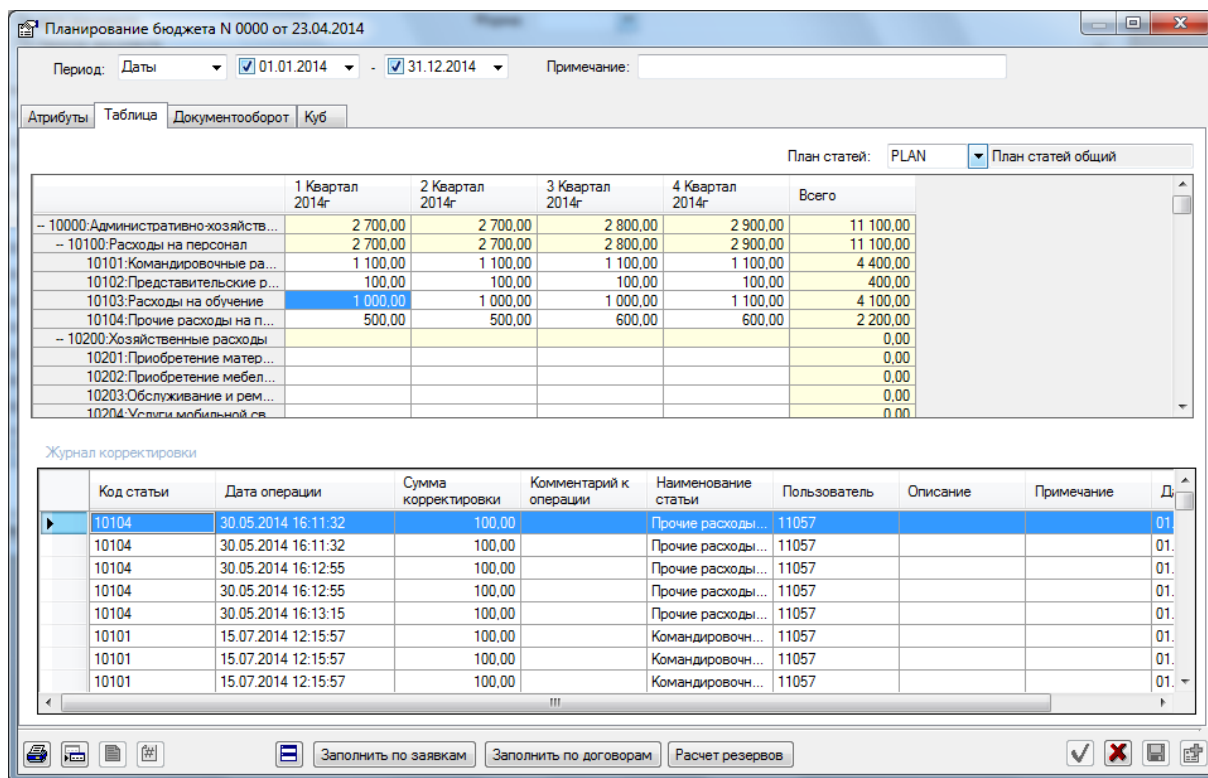 Планирование бюджета N 0000 от 23.04.2014
Период: Даты 01.01.2014 - 31.12.2014 Примечание:
Атрибуты Таблица Документооборот Куб
План статей: PLAN План статей общий
1 Квартал 2014г 2 Квартал 2014г 3 Квартал 2014г 4 Квартал 2014г Всего
-- 10000:Административно-хозяйств... 2 700,00 2 700,00 2 800,00 2 900,00 11 100,00
-- 10100:Расходы на персонал 2 700,00 2 700,00 2 800,00 2 900,00 11 100,00
10101:Командировочные ра... 1 100,00 1 100,00 1 100,00 1 100,00 4 400,00
10102:Представительские р... 100,00 100,00 100,00 100,00 400,00
10103:Расходы на обучение 1 000,00 1 000,00 1 000,00 1 100,00 4 100,00
10104:Прочие расходы на п... 500,00 500,00 600,00 600,00 2 200,00
-- 10200:Хозяйственные расходы 0,00
10201:Приобретение матер... 0,00
10202:Приобретение мебел... 0,00
10203:Обслуживание и рем... 0,00
10204:Услуги мобильной св... 0,00
Журнал корректировки
Код статьи Дата операции Сумма корректировки Комментарий к операции Наименование статьи Пользователь Описание Примечание
10104 30.05.2014 16:11:32 100,00 Прочие расходы... 11057 01.
10104 30.05.2014 16:11:32 100,00 Прочие расходы... 11057 01.
10104 30.05.2014 16:12:55 100,00 Прочие расходы... 11057 01.
10104 30.05.2014 16:12:55 100,00 Прочие расходы... 11057 01.
10104 30.05.2014 16:13:15 100,00 Прочие расходы... 11057 01.
10101 15.07.2014 12:15:57 100,00 Командировочн... 11057 01.
10101 15.07.2014 12:15:57 100,00 Командировочн... 11057 01.
10101 15.07.2014 12:15:57 100,00 Командировочн... 11057 01.
Заполнить по заявкам Заполнить по договорам Расчет резервов